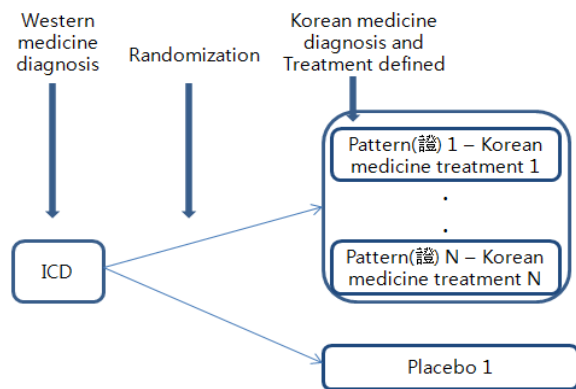 Western
medicine
diagnosis
Randomization
Korean medicine
diagnosis and
Treatment defined
Pattern(證) 1 – Korean
medicine treatment 1
.
.
Pattern(證) N – Korean
medicine treatment N
ICD
Placebo 1